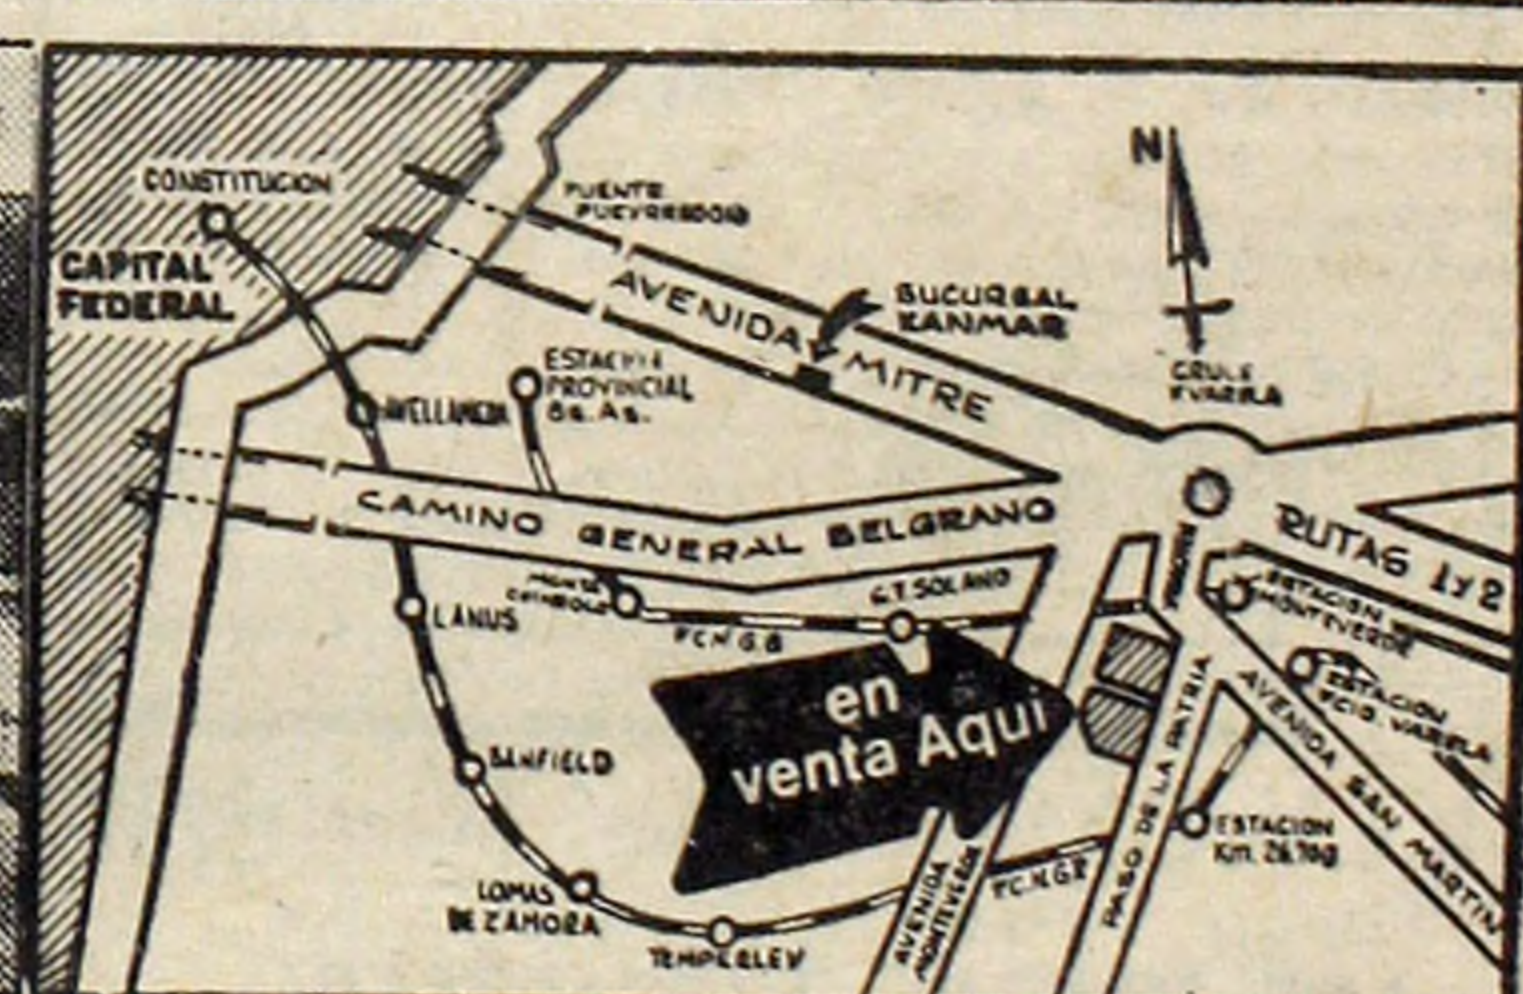 CONSTITUCION
CAPITAL
FEDERAL
PUENTE
PUEYRREDON
AVENIDA MITRE
SUCURSAL
KANMAR
N
CRUCE
F. VARELA
ESTACION
PROVINCIAL
Bs. As.
AVELLANEDA
CAMINO GENERAL BELGRANO
RUTAS 1 y 2
LANUS
MONTE
CHINGOLO
F.C.N.G.B
G.T. SOLANO
ESTACION
MONTEVERDE
ESTACION
FCIO. VARELA
en
venta Aqui
BANFIELD
LOMAS
DE ZAMORA
TEMPERLEY
AVENIDA
MONTEVERDE
F.C.N.G.R
PASO DE LA PATRIA
AVENIDA SAN MARTIN
ESTACION
Km. 26.700